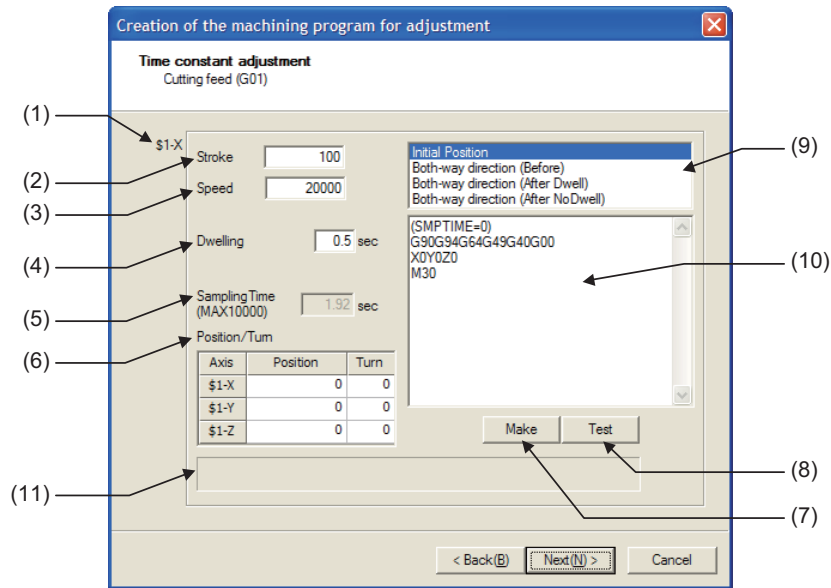 Creation of the machining program for adjustment
Time constant adjustment
Cutting feed (G01)
(1)
$1-X
(2)
Stroke 100
(3)
Speed 20000
(4)
Dwelling 0.5 sec
(5)
Sampling Time
(MAX10000) 1.92 sec
(6)
Position/Turn
Axis Position Turn
$1-X 0 0
$1-Y 0 0
$1-Z 0 0
Initial Position
Both-way direction (Before)
Both-way direction (After Dwell)
Both-way direction (After NoDwell)
(9)
(SMPTIME=0)
G90G94G64G49G40G00
X0Y0Z0
M30
(10)
Make Test
(8)
(7)
(11)
< Back(B) Next(N) > Cancel